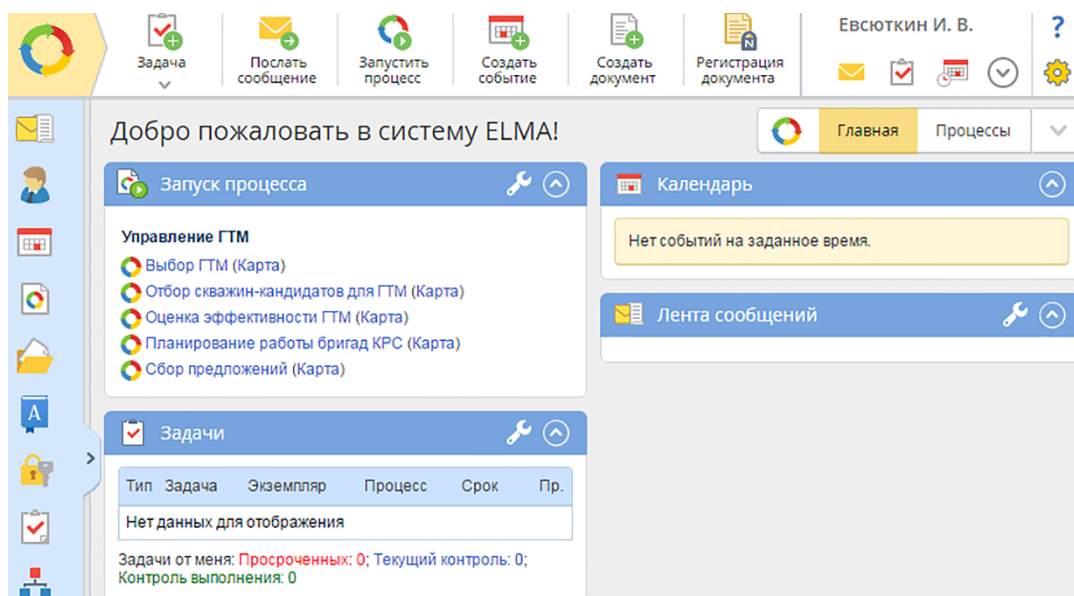 Задача
Послать
сообщение
Запустить
процесс
Создать
событие
Создать
документ
Регистрация
документа
Евсюткин И. В.
?
Добро пожаловать в систему ELMA!
Главная
Процессы
Запуск процесса
Управление ГТМ
Выбор ГТМ (Карта)
Отбор скважин-кандидатов для ГТМ (Карта)
Оценка эффективности ГТМ (Карта)
Планирование работы бригад КРС (Карта)
Сбор предложений (Карта)
Календарь
Нет событий на заданное время.
Лента сообщений
Задачи
Тип Задача Экземпляр Процесс Срок Пр.
Нет данных для отображения
Задачи от меня: Просроченных: 0; Текущий контроль: 0;
Контроль выполнения: 0